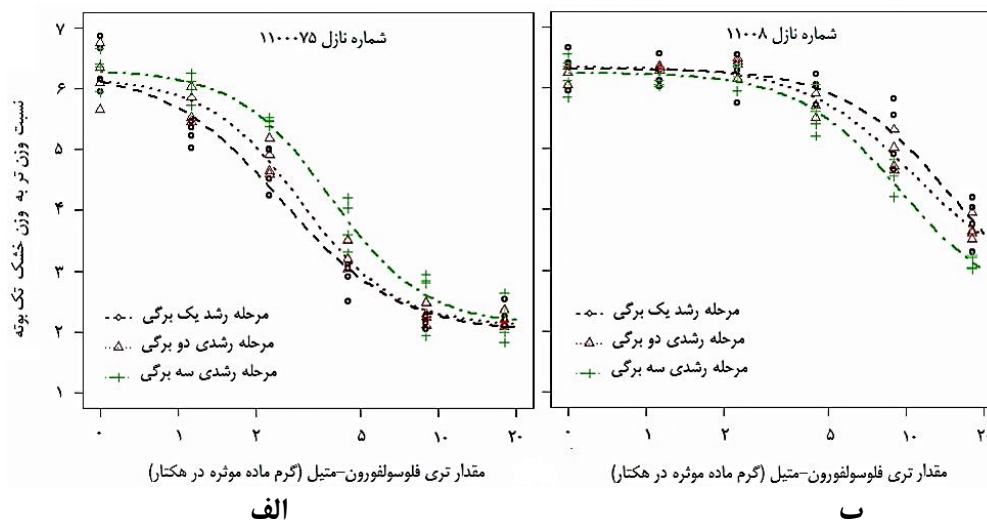 شماره نازل ۱۱۰۰۰۷۵
شماره نازل ۱۱۰۰۸
نسبت وزن تر به وزن خشک تک بوته
۷
۶
۵
۴
۳
۲
۱
مرحله رشد یک برگی
مرحله رشدی دو برگی
مرحله رشدی سه برگی
مرحله رشد یک برگی
مرحله رشدی دو برگی
مرحله رشدی سه برگی
۰ ۱ ۲ ۵ ۱۰ ۲۰
۰ ۱ ۲ ۵ ۱۰ ۲۰
مقدار تری فلوسولفورون-متیل (گرم ماده موثره در هکتار)
مقدار تری فلوسولفورون-متیل (گرم ماده موثره در هکتار)
الف
ب